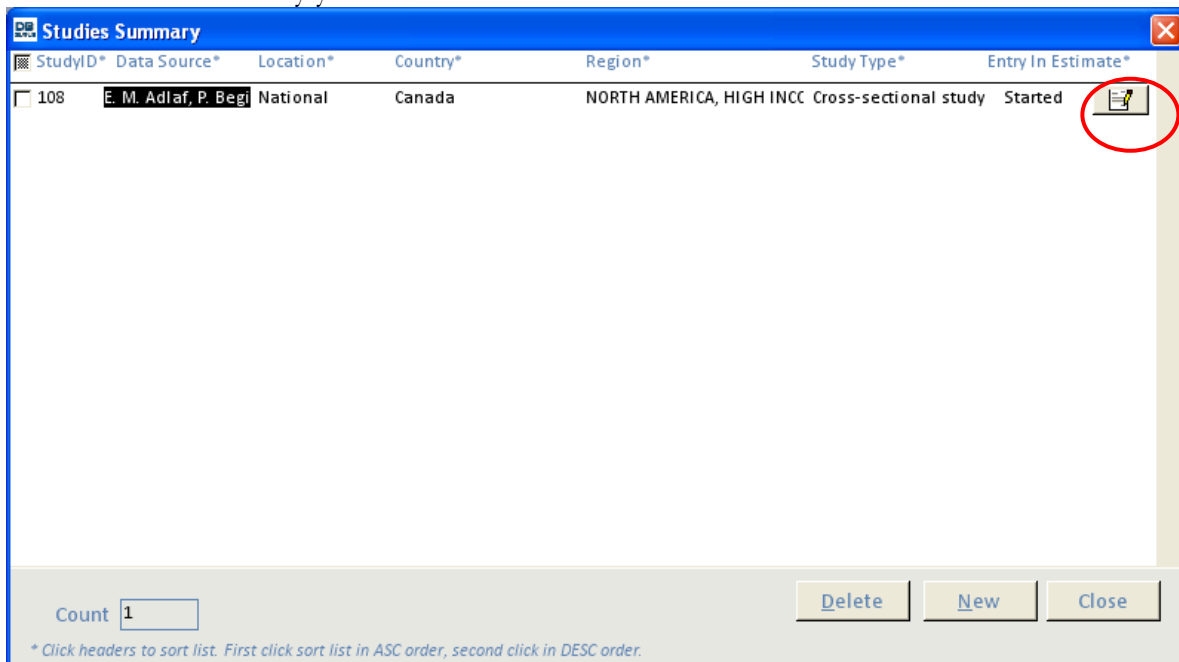 Studies Summary
StudyID* Data Source* Location* Country* Region* Study Type* Entry In Estimate*
108 E. M. Adlaf, P. Begi National Canada NORTH AMERICA, HIGH INCC Cross-sectional study Started
Delete New Close
Count 1
* Click headers to sort list. First click sort list in ASC order, second click in DESC order.